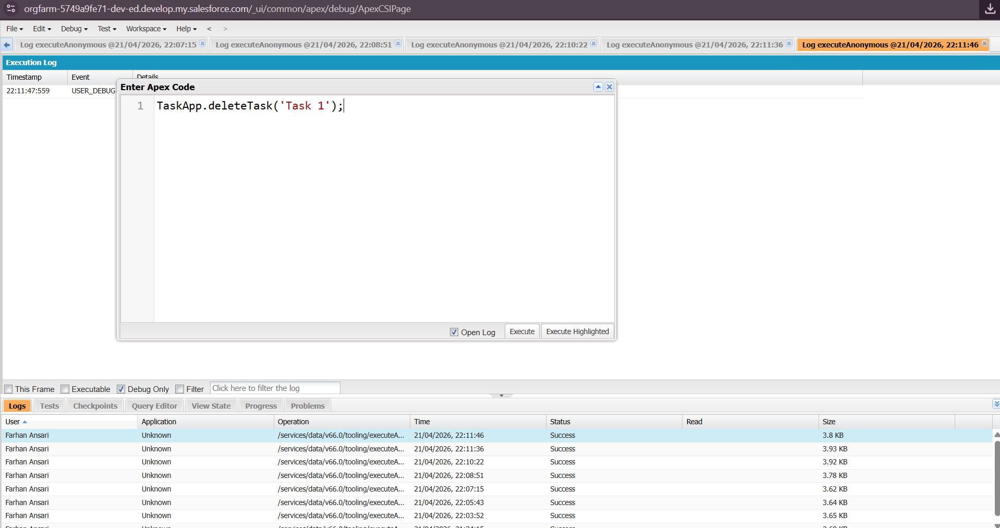 orgfarm-5749a9fe71-dev-ed.develop.my.salesforce.com/_ui/common/apex/debug/ApexCSIPage
File Edit Debug Test Workspace Help < >
Log executeAnonymous @21/04/2026, 22:07:15 Log executeAnonymous @21/04/2026, 22:08:51 Log executeAnonymous @21/04/2026, 22:10:22 Log executeAnonymous @21/04/2026, 22:11:36 Log executeAnonymous @21/04/2026, 22:11:46
Execution Log
Timestamp Event Details
22:11:47:559 USER_DEBUG
Enter Apex Code
1 TaskApp.deleteTask('Task 1');
Open Log Execute Execute Highlighted
This Frame Executable Debug Only Filter Click here to filter the log
Logs Tests Checkpoints Query Editor View State Progress Problems
User Application Operation Time Status Read Size
Farhan Ansari Unknown /services/data/v66.0/tooling/executeA... 21/04/2026, 22:11:46 Success 3.8 KB
Farhan Ansari Unknown /services/data/v66.0/tooling/executeA... 21/04/2026, 22:11:36 Success 3.93 KB
Farhan Ansari Unknown /services/data/v66.0/tooling/executeA... 21/04/2026, 22:10:22 Success 3.92 KB
Farhan Ansari Unknown /services/data/v66.0/tooling/executeA... 21/04/2026, 22:08:51 Success 3.78 KB
Farhan Ansari Unknown /services/data/v66.0/tooling/executeA... 21/04/2026, 22:07:15 Success 3.62 KB
Farhan Ansari Unknown /services/data/v66.0/tooling/executeA... 21/04/2026, 22:05:43 Success 3.64 KB
Farhan Ansari Unknown /services/data/v66.0/tooling/executeA... 21/04/2026, 22:03:52 Success 3.65 KB